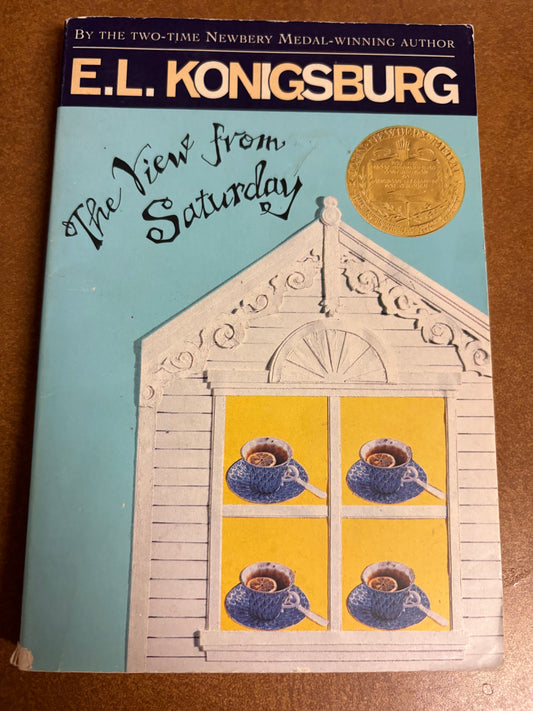 BY THE TWO-TIME NEWBERY MEDAL-WINNING AUTHOR
E.L. KONIGSBURG
The View from
Saturday